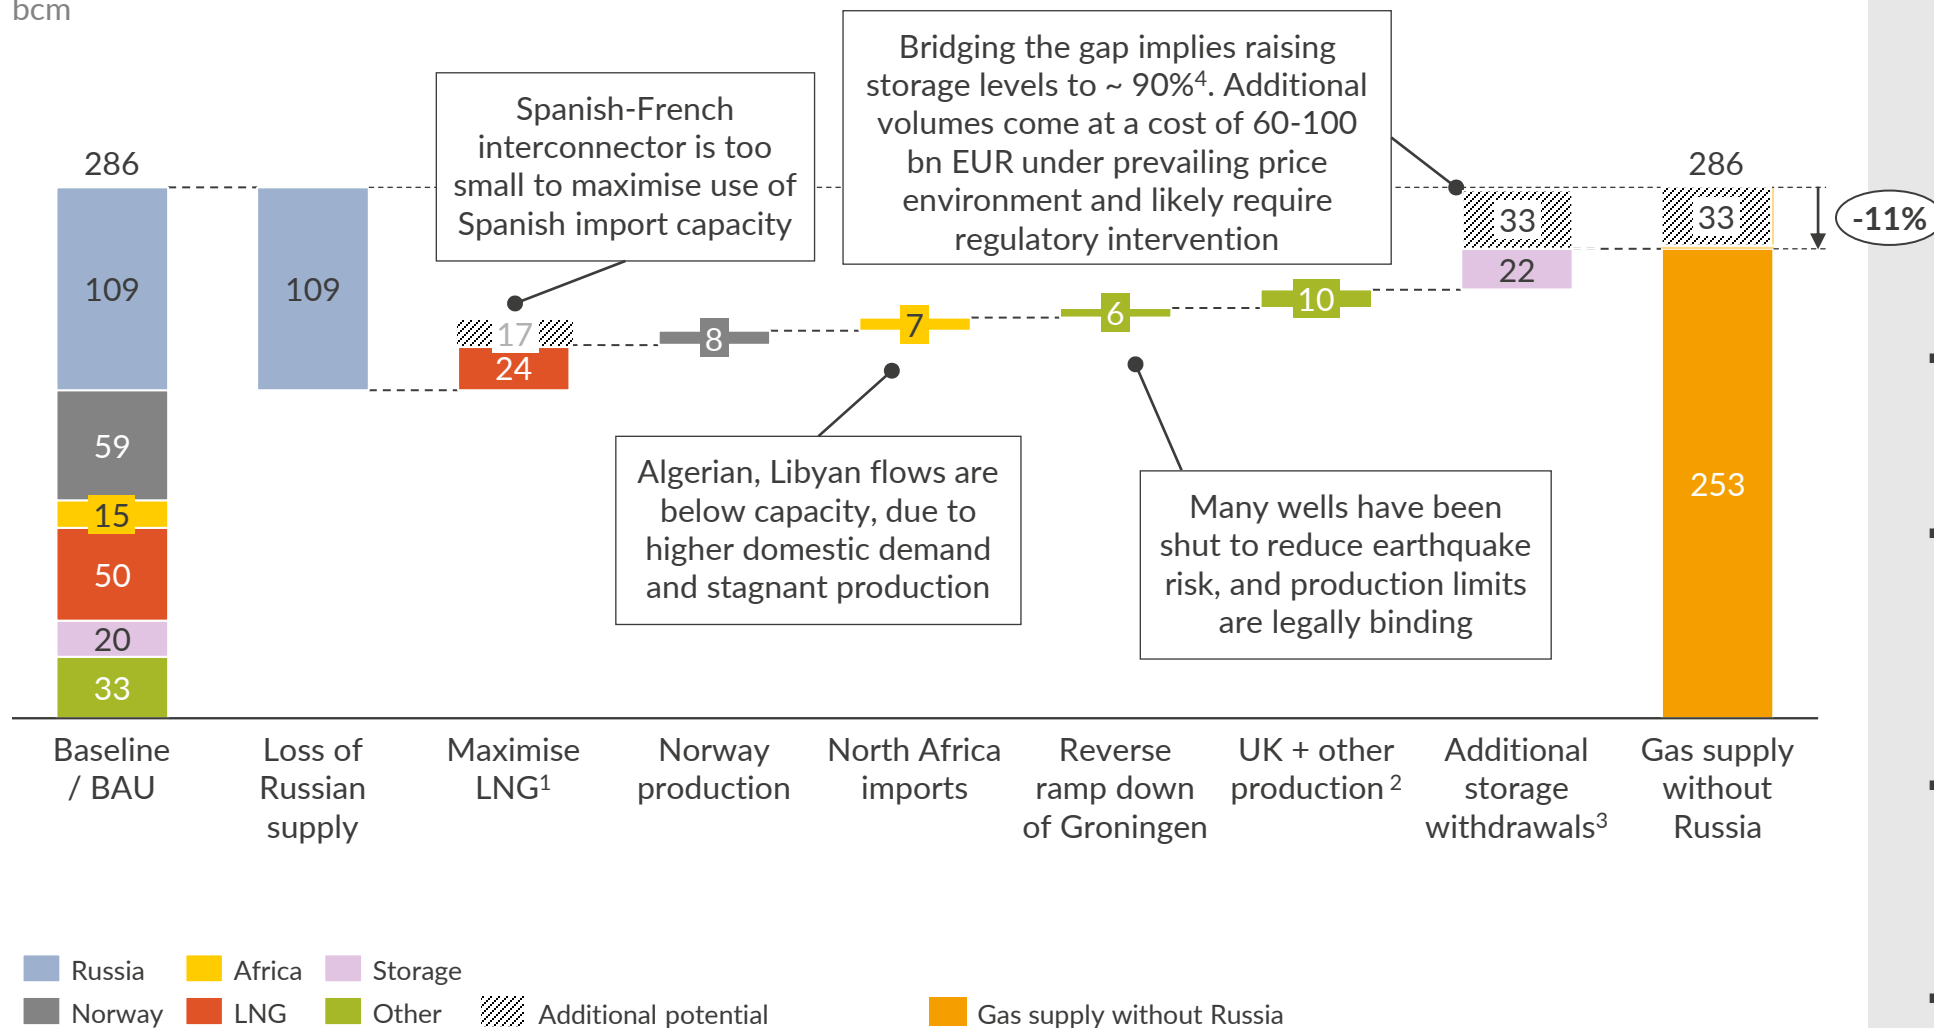 bcm
Bridging the gap implies raising
storage levels to ~ 90%⁴. Additional
volumes come at a cost of 60-100
bn EUR under prevailing price
environment and likely require
regulatory intervention
Spanish-French
interconnector is too
small to maximise use of
Spanish import capacity
286
286
109
109
33
33
-11%
22
17
24
8
7
6
10
59
15
50
20
33
253
Algerian, Libyan flows are
below capacity, due to
higher domestic demand
and stagnant production
Many wells have been
shut to reduce earthquake
risk, and production limits
are legally binding
Baseline
/ BAU
Loss of
Russian
supply
Maximise
LNG¹
Norway
production
North Africa
imports
Reverse
ramp down
of Groningen
UK + other
production ²
Additional
storage
withdrawals³
Gas supply
without
Russia
Russia
Africa
Storage
Norway
LNG
Other
Additional potential
Gas supply without Russia